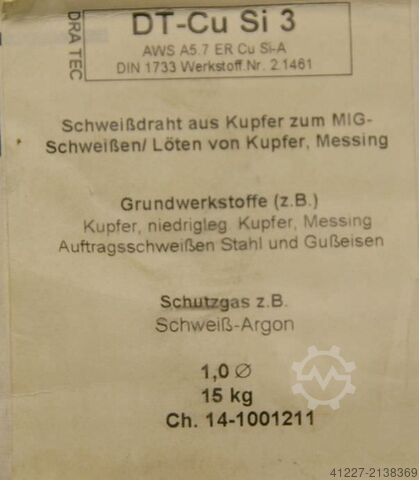 DRA TEC
DT-Cu Si 3
AWS A5.7 ER Cu Si-A
DIN 1733 Werkstoff.Nr. 2.1461
Schweißdraht aus Kupfer zum MIG-
Schweißen/ Löten von Kupfer, Messing
Grundwerkstoffe (z.B.)
Kupfer, niedrigleg. Kupfer, Messing
Auftragsschweißen Stahl und Gußeisen
Schutzgas z.B.
Schweiß-Argon
1,0 ∅
15 kg
Ch. 14-1001211
41227-2138369